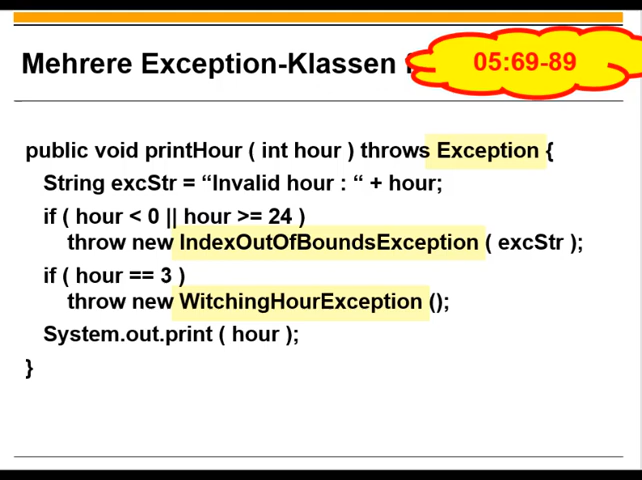 Mehrere Exception-Klassen
05:69-89
public void printHour ( int hour ) throws Exception {
String excStr = “Invalid hour : “ + hour;
if ( hour < 0 || hour >= 24 )
throw new IndexOutOfBoundsException ( excStr );
if ( hour == 3 )
throw new WitchingHourException ();
System.out.print ( hour );
}